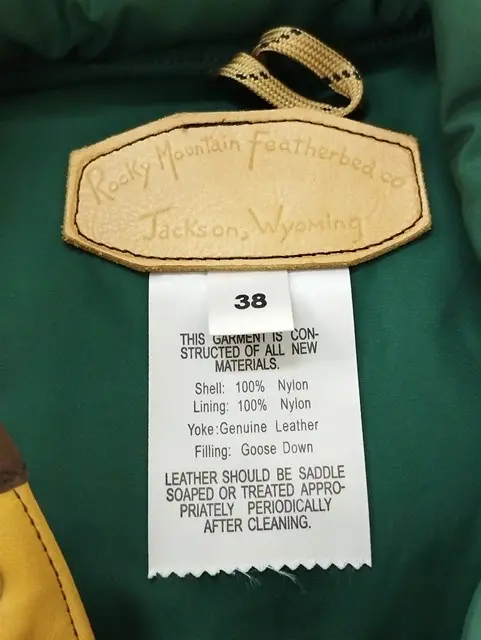 Rocky Mountain Featherbed co
Jackson, Wyoming
38
THIS GARMENT IS CON-
STRUCTED OF ALL NEW
MATERIALS.
Shell: 100% Nylon
Lining: 100% Nylon
Yoke:Genuine Leather
Filling: Goose Down
LEATHER SHOULD BE SADDLE
SOAPED OR TREATED APPRO-
PRIATELY PERIODICALLY
AFTER CLEANING.